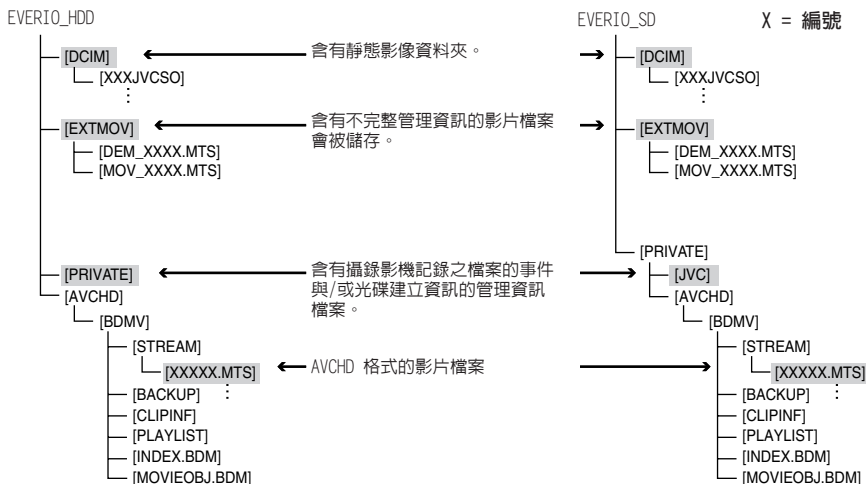 EVERIO_HDD
[DCIM]
[XXXJVCSO]
[EXTMOV]
[DEM_XXXX.MTS]
[MOV_XXXX.MTS]
[PRIVATE]
[AVCHD]
[BDMV]
[STREAM]
[XXXXX.MTS]
[BACKUP]
[CLIPINF]
[PLAYLIST]
[INDEX.BDM]
[MOVIEOBJ.BDM]
含有靜態影像資料夾。
含有不完整管理資訊的影片檔案
會被儲存。
含有攝錄影機記錄之檔案的事件
與/或光碟建立資訊的管理資訊
檔案。
AVCHD 格式的影片檔案
EVERIO_SD
X = 編號
[DCIM]
[XXXJVCSO]
[EXTMOV]
[DEM_XXXX.MTS]
[MOV_XXXX.MTS]
[PRIVATE]
[JVC]
[AVCHD]
[BDMV]
[STREAM]
[XXXXX.MTS]
[BACKUP]
[CLIPINF]
[PLAYLIST]
[INDEX.BDM]
[MOVIEOBJ.BDM]